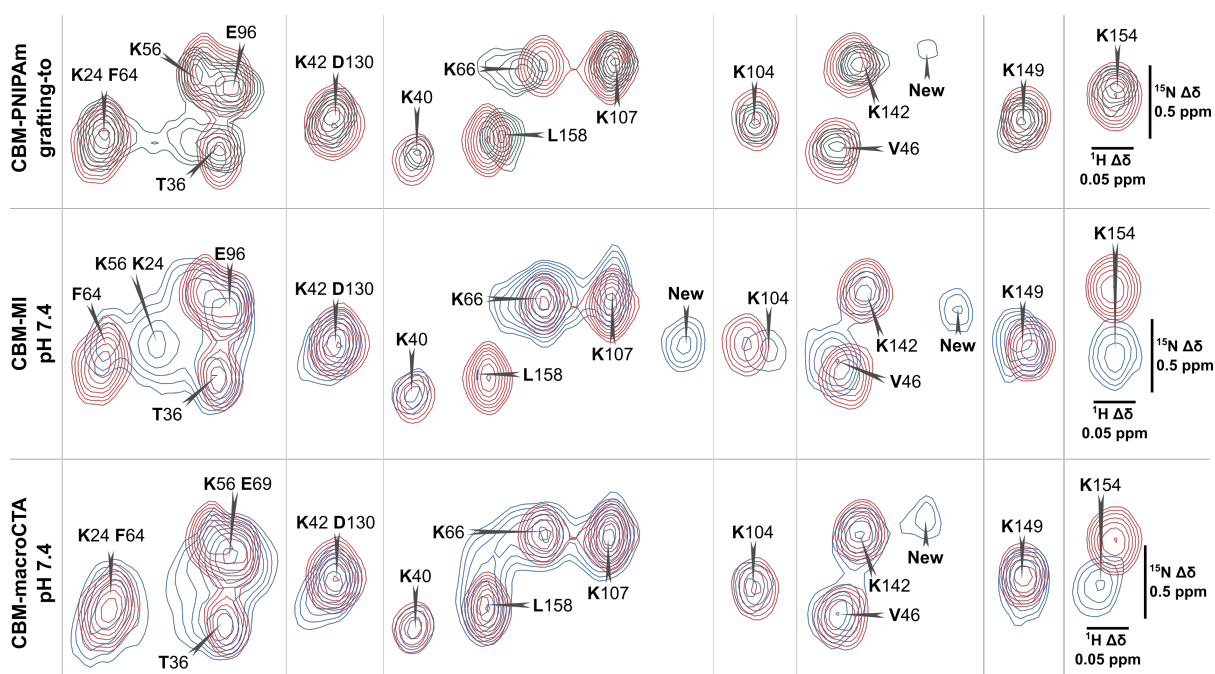 CBM-PNIPAm
grafting-to
K56
E96
K24 F64
T36
K42 D130
K40
K66
L158
K107
K104
K142
V46
New
K149
K154
15N Δδ
0.5 ppm
1H Δδ
0.05 ppm
CBM-MI
pH 7.4
K56 K24
E96
F64
T36
K42 D130
K40
K66
L158
K107
New
K104
K142
V46
New
K149
K154
15N Δδ
0.5 ppm
1H Δδ
0.05 ppm
CBM-macroCTA
pH 7.4
K56 E69
K24 F64
T36
K42 D130
K40
K66
L158
K107
K104
K142
V46
New
K149
K154
15N Δδ
0.5 ppm
1H Δδ
0.05 ppm